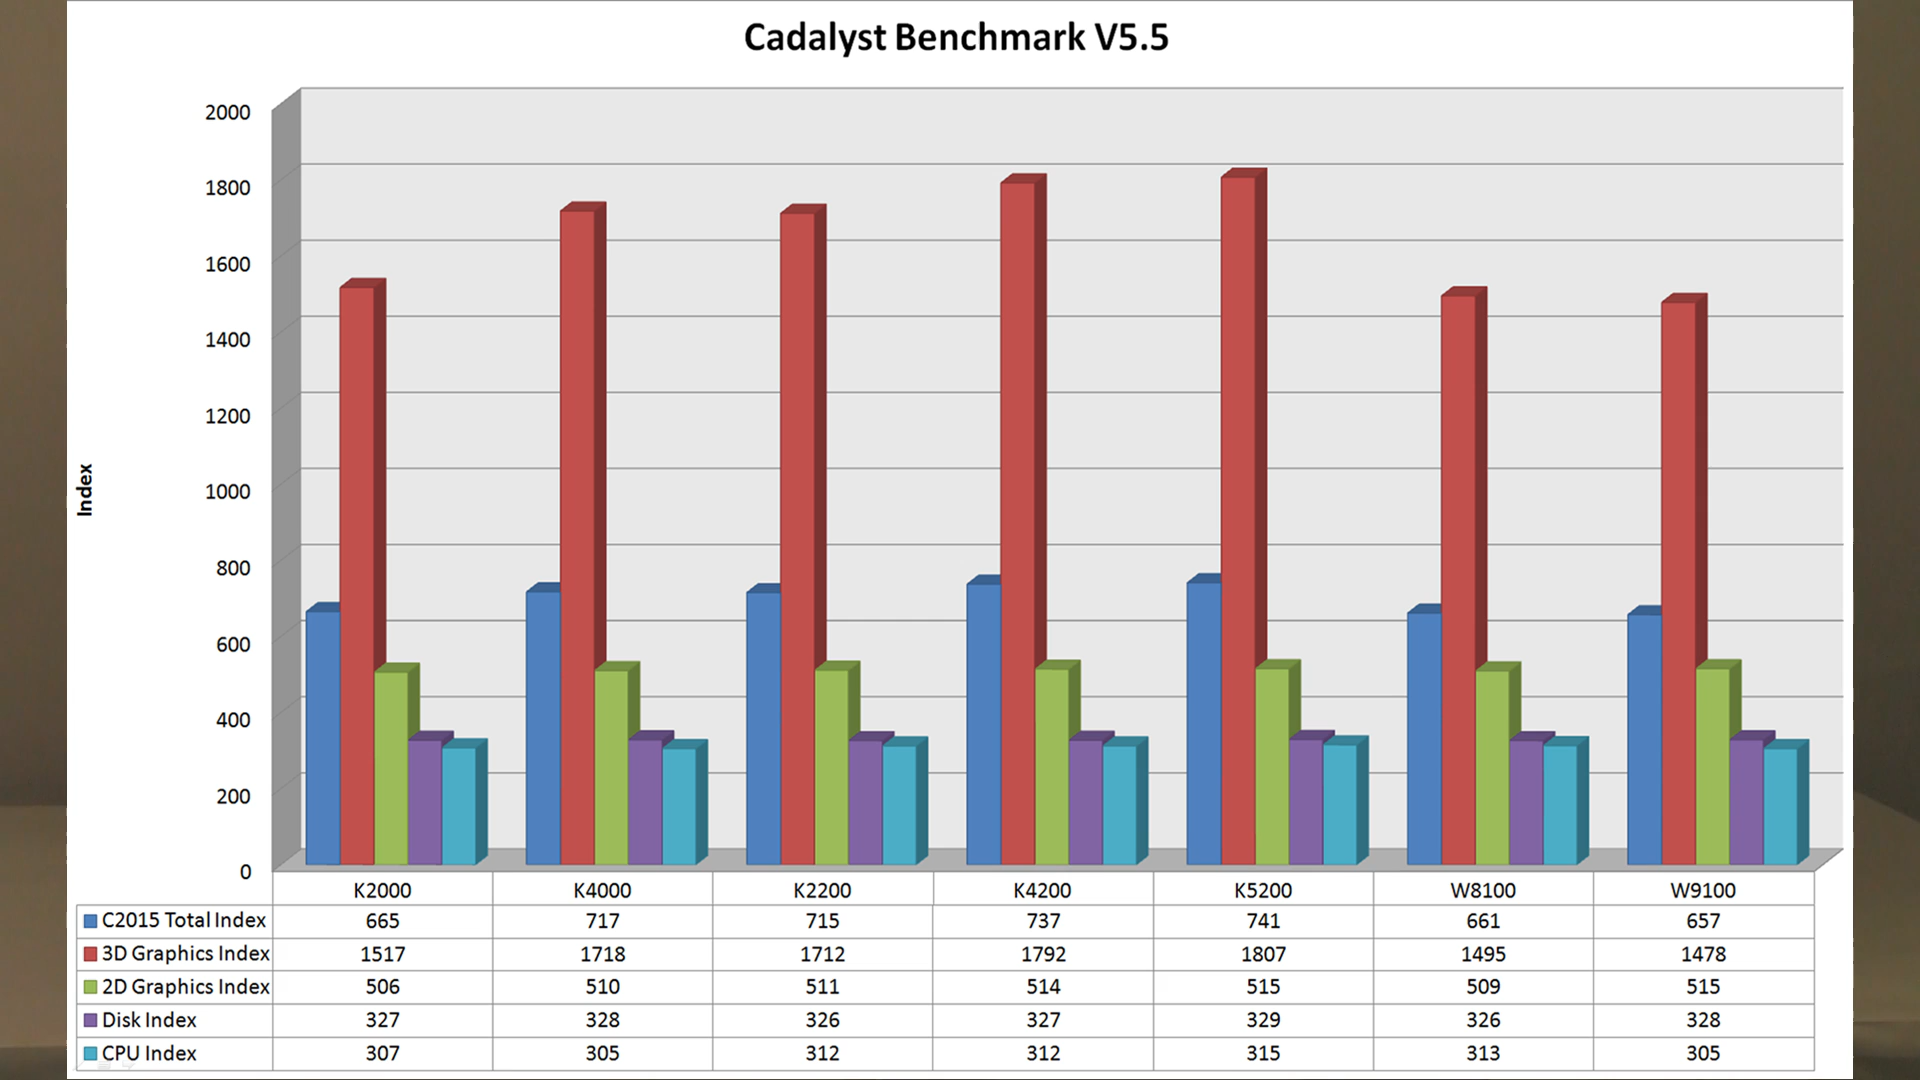 Cadalyst Benchmark V5.5
2000
1800
1600
1400
1200
1000
800
600
400
200
0
Index
K2000 K4000 K2200 K4200 K5200 W8100 W9100
C2015 Total Index 665 717 715 737 741 661 657
3D Graphics Index 1517 1718 1712 1792 1807 1495 1478
2D Graphics Index 506 510 511 514 515 509 515
Disk Index 327 328 326 327 329 326 328
CPU Index 307 305 312 312 315 313 305